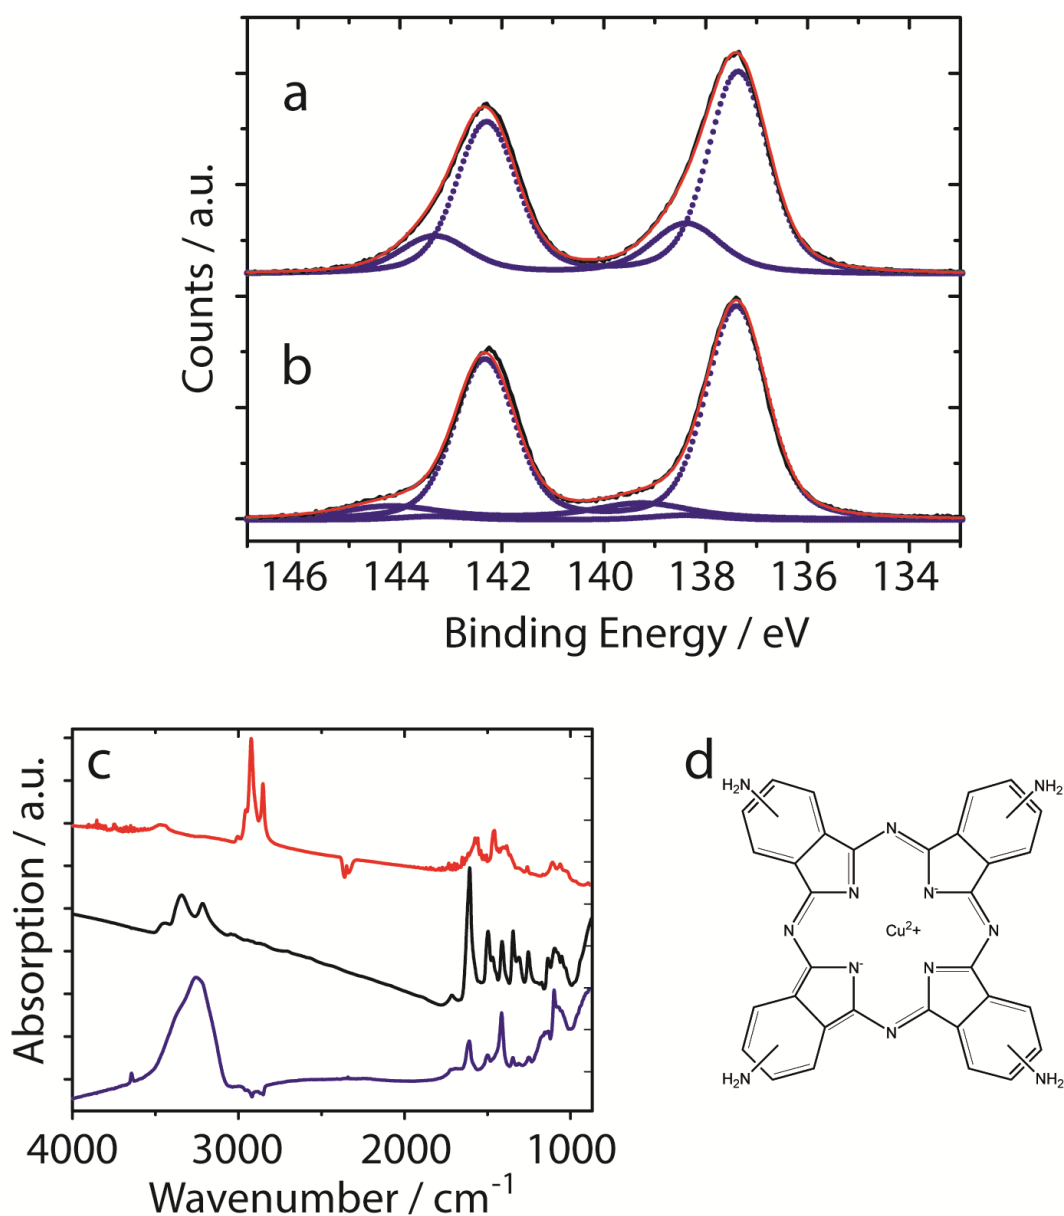 a
b
Counts / a.u.
146 144 142 140 138 136 134
Binding Energy / eV
c
Absorption / a.u.
4000 3000 2000 1000
Wavenumber / cm-1
d
H2N NH2
N
N N-
N Cu2+ N
N- N
N
H2N NH2